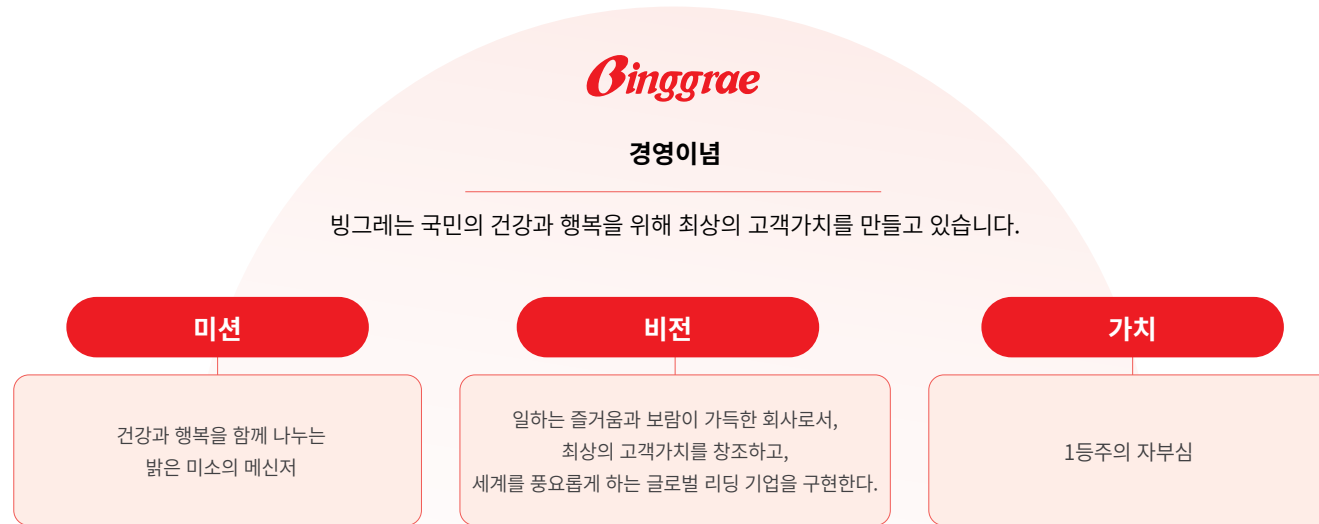 Binggrae
경영이념
빙그레는 국민의 건강과 행복을 위해 최상의 고객가치를 만들고 있습니다.
미션
건강과 행복을 함께 나누는
밝은 미소의 메신저
비전
일하는 즐거움과 보람이 가득한 회사로서,
최상의 고객가치를 창조하고,
세계를 풍요롭게 하는 글로벌 리딩 기업을 구현한다.
가치
1등주의 자부심